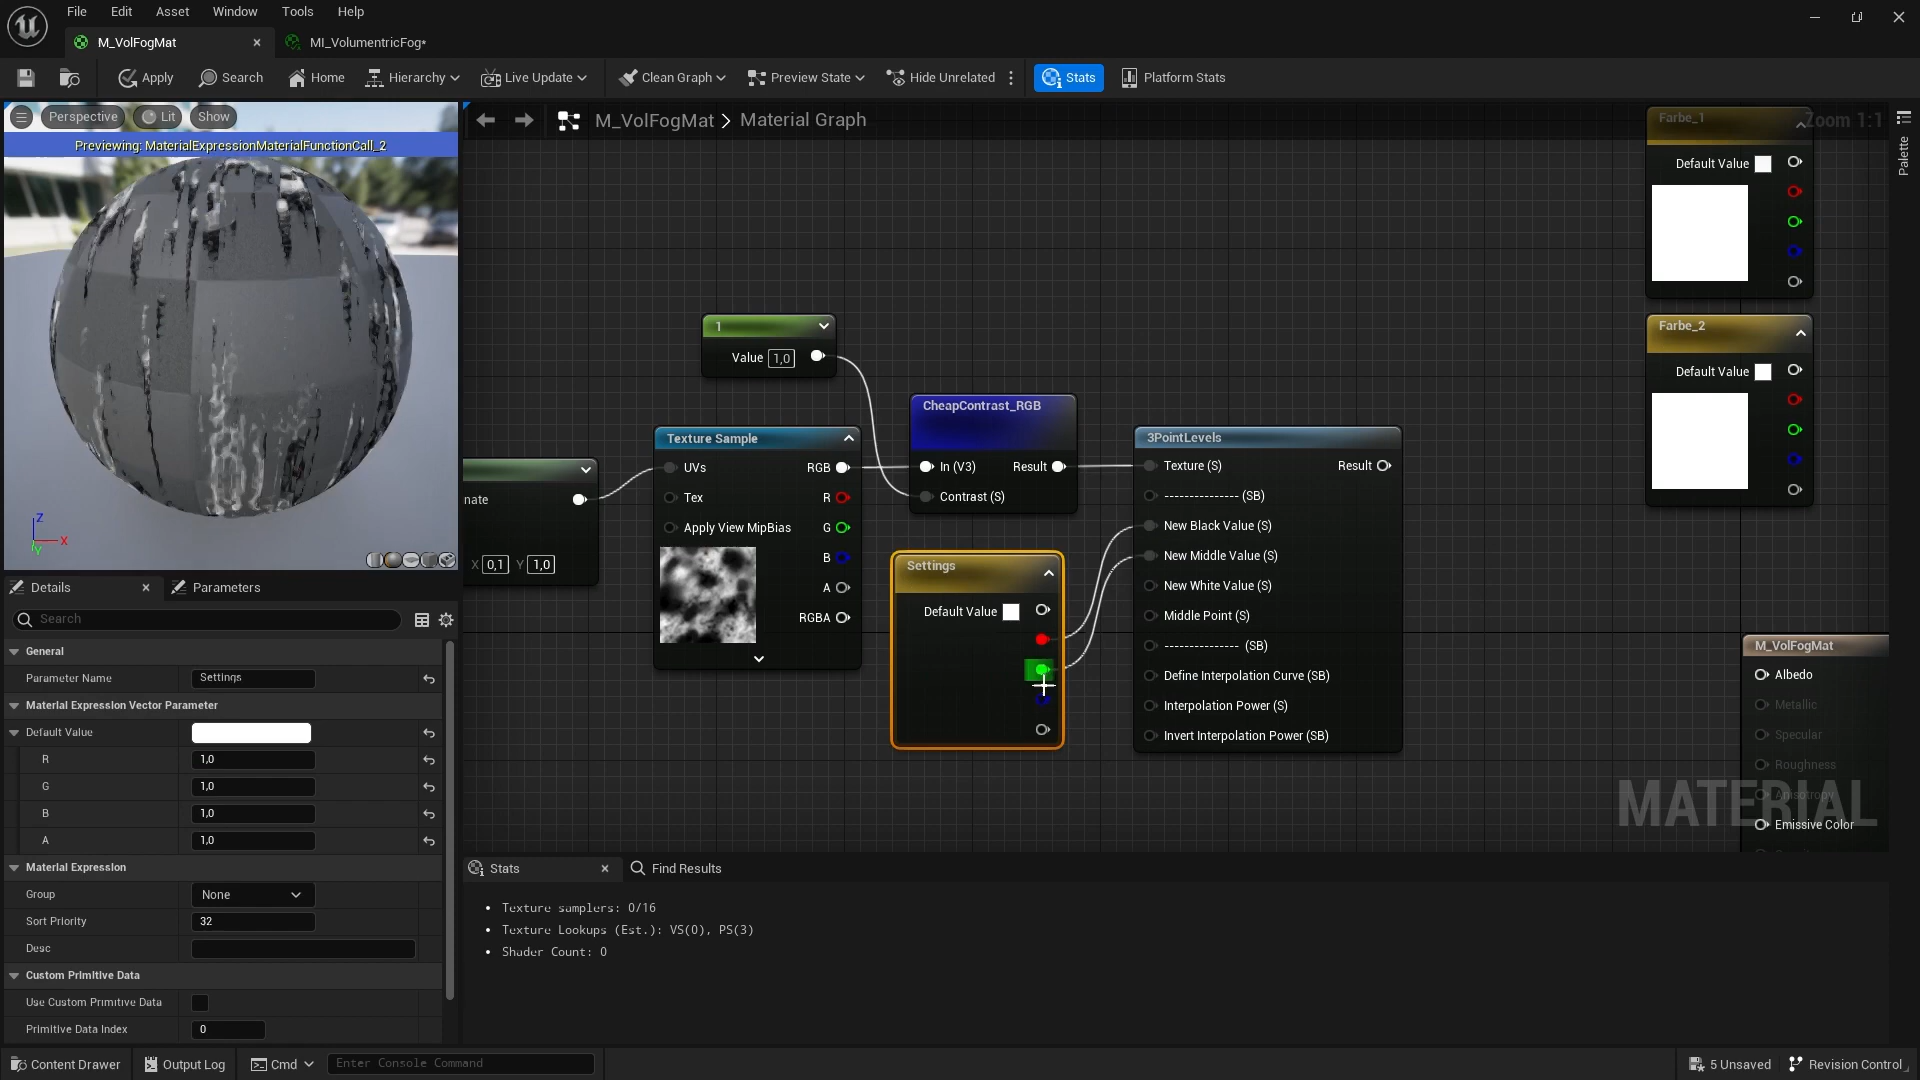 File Edit Asset Window Tools Help
M_VolFogMat MI_VolumentricFog*
Apply Search Home Hierarchy Live Update Clean Graph Preview State Hide Unrelated Stats Platform Stats
Perspective Lit Show
Previewing: MaterialExpressionMaterialFunctionCall_2
Z
X
Y
M_VolFogMat > Material Graph
Zoom 1:1
Palette
Farbe_1
Default Value
Farbe_2
Default Value
1
Value 1,0
nate
X 0,1 Y 1,0
Texture Sample
UVs RGB
Tex R
Apply View MipBias G
B
A
RGBA
CheapContrast_RGB
In (V3) Result
Contrast (S)
Settings
Default Value
3PointLevels
Texture (S) Result
--------------- (SB)
New Black Value (S)
New Middle Value (S)
New White Value (S)
Middle Point (S)
--------------- (SB)
Define Interpolation Curve (SB)
Interpolation Power (S)
Invert Interpolation Power (SB)
M_VolFogMat
Albedo
Metallic
Specular
Roughness
Anisotropy
Emissive Color
MATERIAL
Details Parameters
Search
General
Parameter Name Settings
Material Expression Vector Parameter
Default Value
R 1,0
G 1,0
B 1,0
A 1,0
Material Expression
Group None
Sort Priority 32
Desc
Custom Primitive Data
Use Custom Primitive Data
Primitive Data Index 0
Stats Find Results
• Texture samplers: 0/16
• Texture Lookups (Est.): VS(0), PS(3)
• Shader Count: 0
Content Drawer Output Log Cmd Enter Console Command 5 Unsaved Revision Control